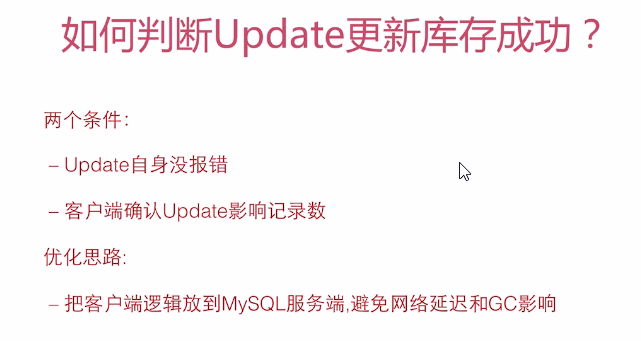 如何判断Update更新库存成功？
两个条件：
– Update自身没报错
– 客户端确认Update影响记录数
优化思路:
– 把客户端逻辑放到MySQL服务端,避免网络延迟和GC影响